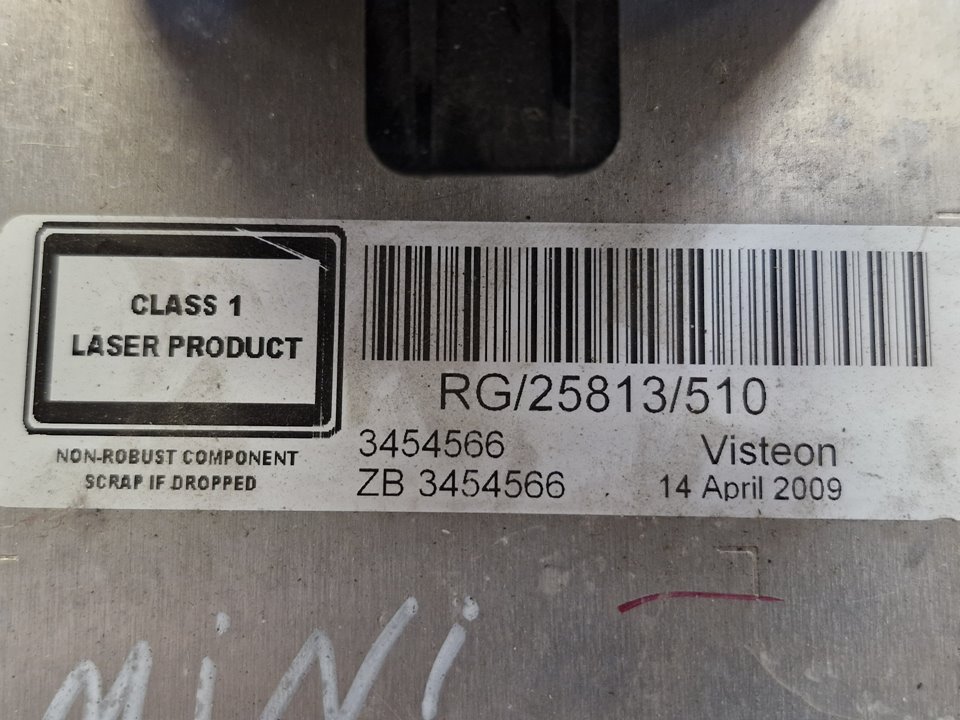 CLASS 1
LASER PRODUCT
NON-ROBUST COMPONENT
SCRAP IF DROPPED
RG/25813/510
3454566
ZB 3454566
Visteon
14 April 2009
MiNi